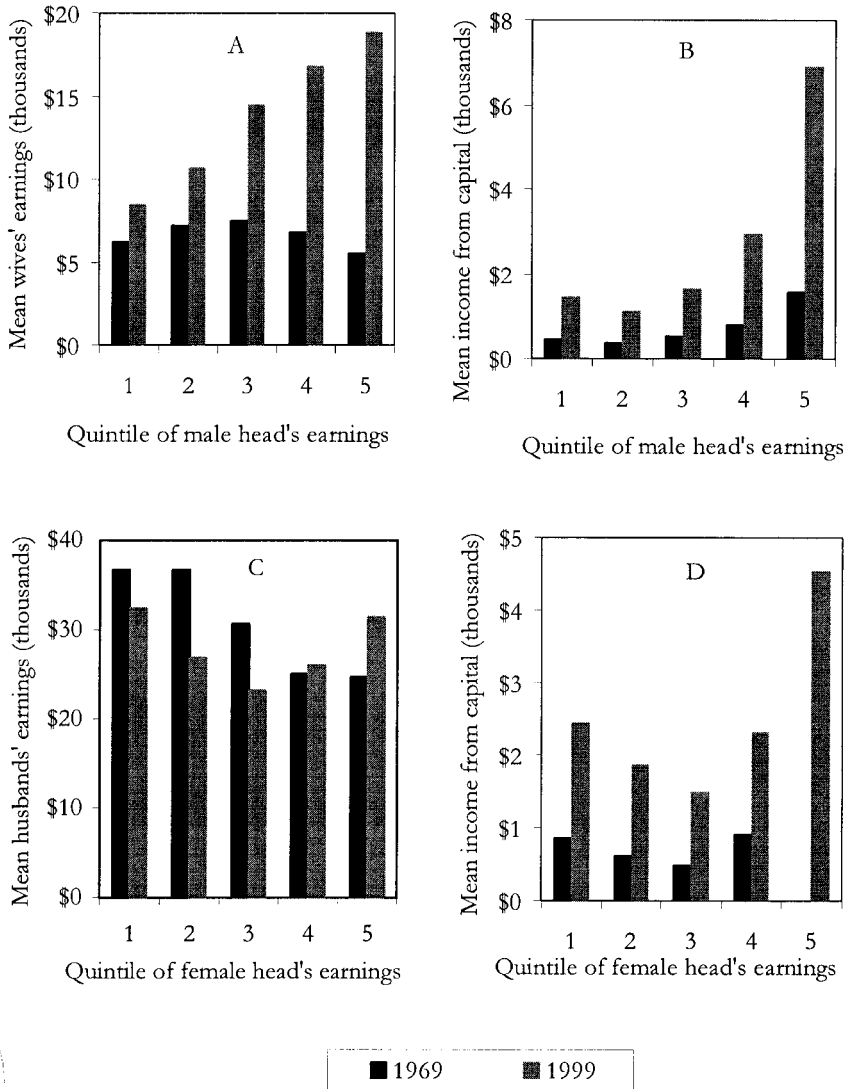 A
Mean wives' earnings (thousands)
$20
$15
$10
$5
$0
1 2 3 4 5
Quintile of male head's earnings
B
Mean income from capital (thousands)
$8
$6
$4
$2
$0
1 2 3 4 5
Quintile of male head's earnings
C
Mean husbands' earnings (thousands)
$40
$30
$20
$10
$0
1 2 3 4 5
Quintile of female head's earnings
D
Mean income from capital (thousands)
$5
$4
$3
$2
$1
$0
1 2 3 4 5
Quintile of female head's earnings
1969 1999